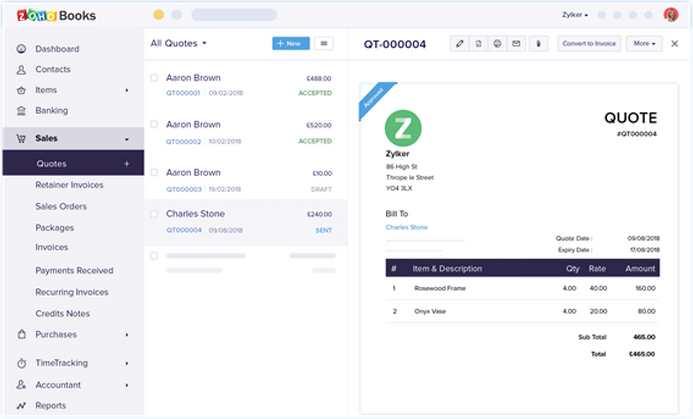 ZOHO Books
Zylker
Dashboard
Contacts
Items
Banking
Sales
Quotes +
Retainer Invoices
Sales Orders
Packages
Invoices
Payments Received
Recurring Invoices
Credits Notes
Purchases
TimeTracking
Accountant
Reports
All Quotes
+ New
Aaron Brown £488.00
QT000001 09/02/2018 ACCEPTED
Aaron Brown £520.00
QT000002 10/02/2018 ACCEPTED
Aaron Brown £10.00
QT000003 19/02/2018 DRAFT
Charles Stone £240.00
QT000004 09/08/2018 SENT
QT-000004
Convert to Invoice
More
Approved
Z
QUOTE
#QT000004
Zylker
86 High St
Thrope le Street
YO4 3LX
Bill To
Charles Stone
Quote Date : 09/08/2018
Expiry Date : 17/08/2018
# Item & Description Qty Rate Amount
1 Rosewood Frame 4.00 40.00 160.00
2 Onyx Vase 4.00 20.00 80.00
Sub Total 465.00
Total £465.00